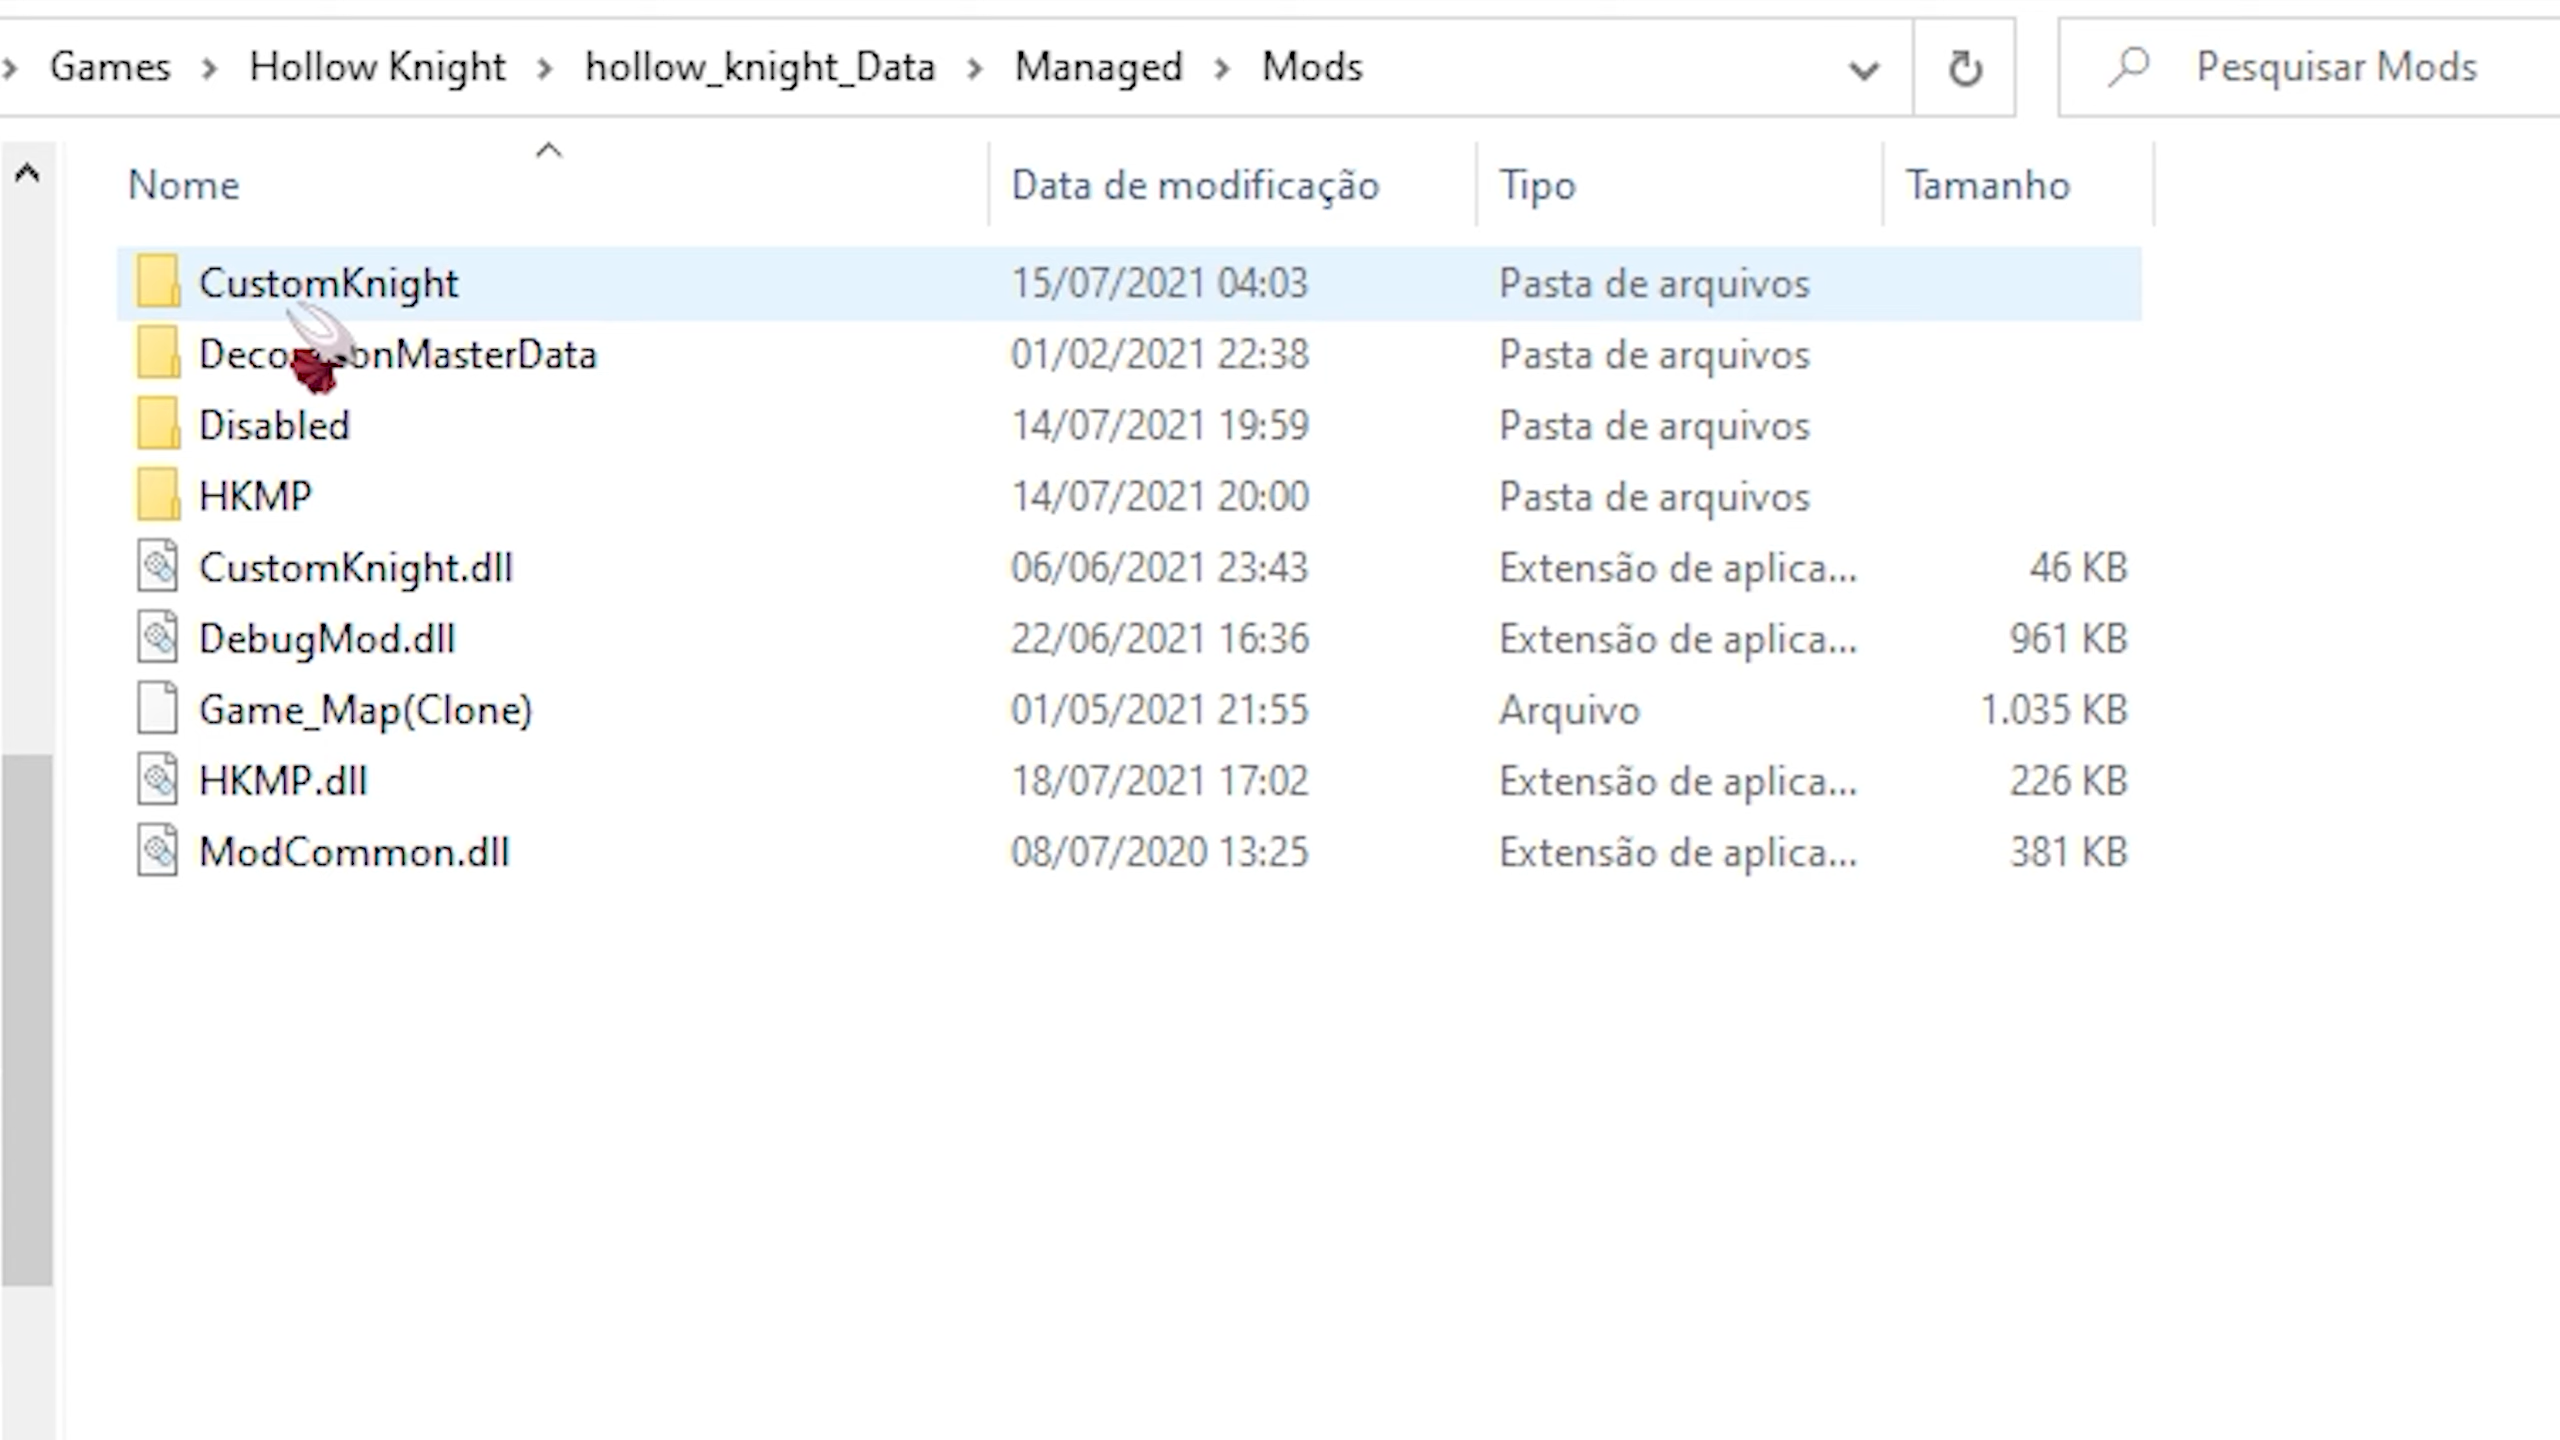 Games > Hollow Knight > hollow_knight_Data > Managed > Mods Pesquisar Mods
Nome Data de modificação Tipo Tamanho
CustomKnight 15/07/2021 04:03 Pasta de arquivos
01/02/2021 22:38 Pasta de arquivos
Disabled 14/07/2021 19:59 Pasta de arquivos
HKMP 14/07/2021 20:00 Pasta de arquivos
CustomKnight.dll 06/06/2021 23:43 Extensão de aplica... 46 KB
DebugMod.dll 22/06/2021 16:36 Extensão de aplica... 961 KB
Game_Map(Clone) 01/05/2021 21:55 Arquivo 1.035 KB
HKMP.dll 18/07/2021 17:02 Extensão de aplica... 226 KB
ModCommon.dll 08/07/2020 13:25 Extensão de aplica... 381 KB